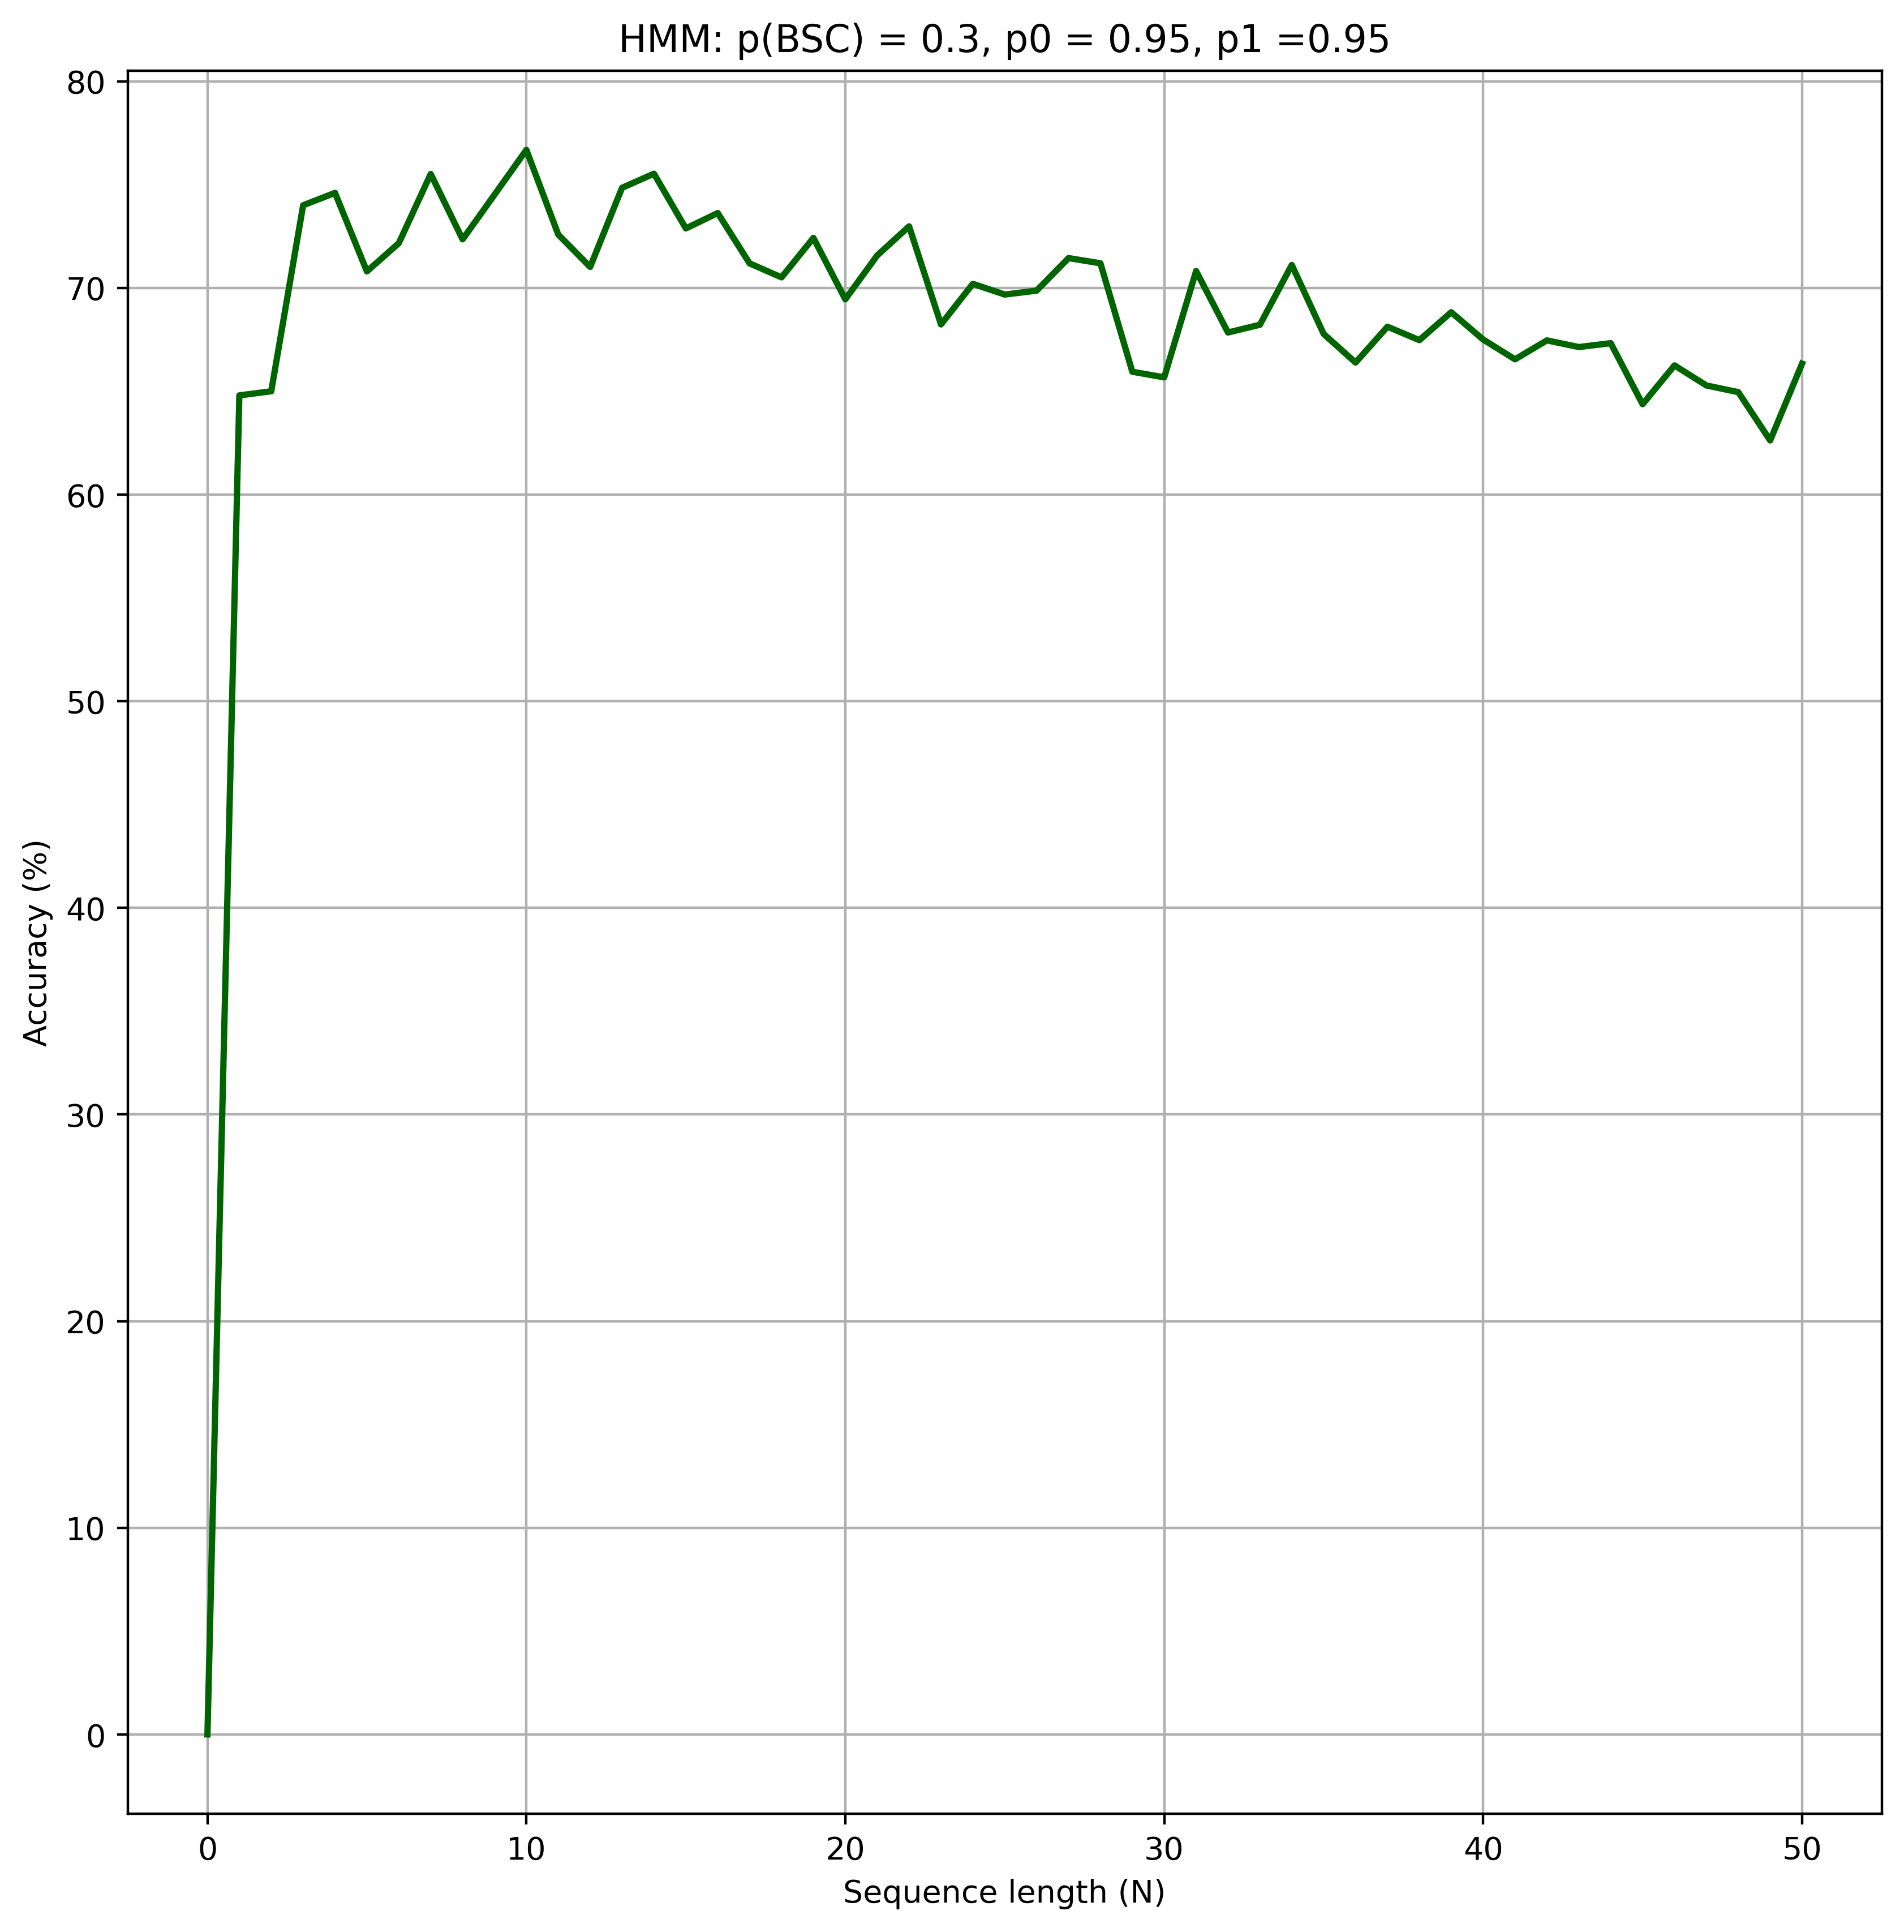 HMM: p(BSC) = 0.3, p0 = 0.95, p1 =0.95
80
70
60
50
40
30
20
10
0
Accuracy (%)
0 10 20 30 40 50
Sequence length (N)